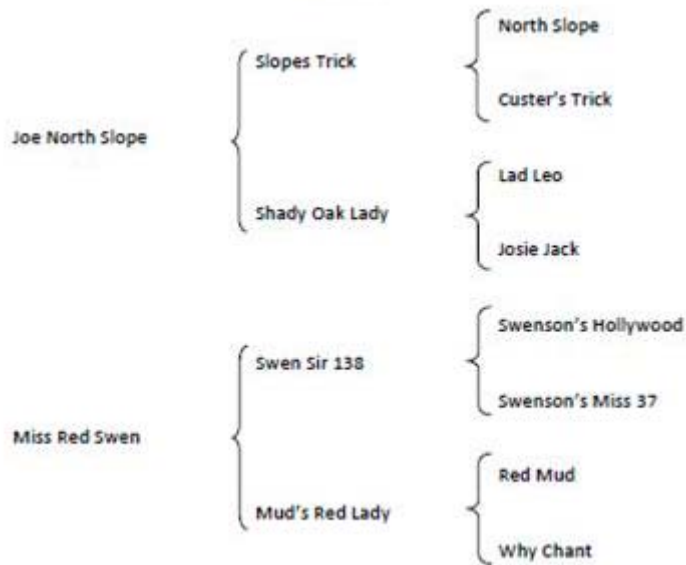 North Slope
Slopes Trick
Custer's Trick
Joe North Slope
Lad Leo
Shady Oak Lady
Josie Jack
Swenson's Hollywood
Swen Sir 138
Swenson's Miss 37
Miss Red Swen
Red Mud
Mud's Red Lady
Why Chant